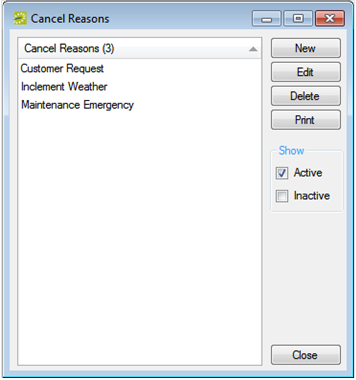 Cancel Reasons
Cancel Reasons (3)
Customer Request
Inclement Weather
Maintenance Emergency
New
Edit
Delete
Print
Show
Active
Inactive
Close